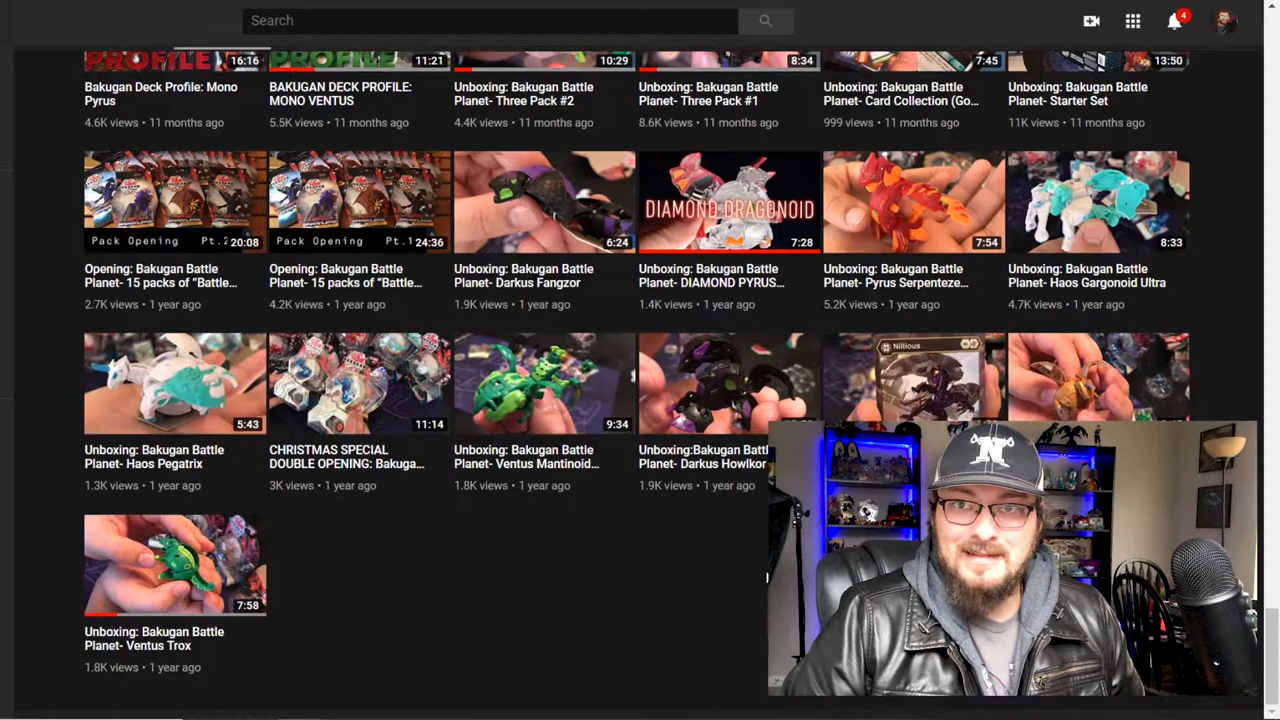 Search
4
PROFILE
16:16
PROFILE
11:21
10:29
8:34
7:45
13:50
Bakugan Deck Profile: Mono
Pyrus
4.6K views • 11 months ago
BAKUGAN DECK PROFILE:
MONO VENTUS
5.5K views • 11 months ago
Unboxing: Bakugan Battle
Planet- Three Pack #2
4.4K views • 11 months ago
Unboxing: Bakugan Battle
Planet- Three Pack #1
8.6K views • 11 months ago
Unboxing: Bakugan Battle
Planet- Card Collection (Go...
999 views • 11 months ago
Unboxing: Bakugan Battle
Planet- Starter Set
11K views • 11 months ago
Pack Opening Pt.2
20:08
Pack Opening Pt.1
24:36
6:24
DIAMOND DRAGONOID
7:28
7:54
8:33
Opening: Bakugan Battle
Planet- 15 packs of “Battle...
2.7K views • 1 year ago
Opening: Bakugan Battle
Planet- 15 packs of “Battle...
4.2K views • 1 year ago
Unboxing: Bakugan Battle
Planet- Darkus Fangzor
1.9K views • 1 year ago
Unboxing: Bakugan Battle
Planet- DIAMOND PYRUS...
1.4K views • 1 year ago
Unboxing: Bakugan Battle
Planet- Pyrus Serpenteze...
5.2K views • 1 year ago
Unboxing: Bakugan Battle
Planet- Haos Gargonoid Ultra
4.7K views • 1 year ago
5:43
11:14
9:34
Nillious
Unboxing: Bakugan Battle
Planet- Haos Pegatrix
1.3K views • 1 year ago
CHRISTMAS SPECIAL
DOUBLE OPENING: Bakuga...
3K views • 1 year ago
Unboxing: Bakugan Battle
Planet- Ventus Mantinoid...
1.8K views • 1 year ago
Unboxing:Bakugan Battl
Planet- Darkus Howlkor
1.9K views • 1 year ago
N
7:58
Unboxing: Bakugan Battle
Planet- Ventus Trox
1.8K views • 1 year ago